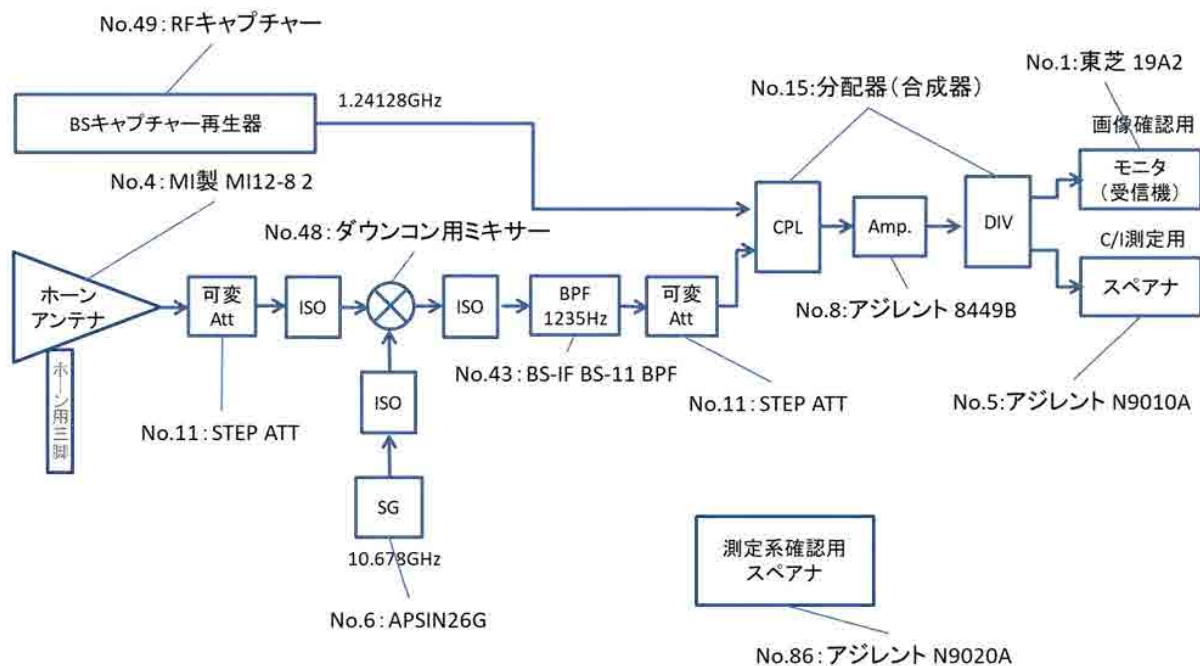 No.49：RFキャプチャー
No.1:東芝 19A2
No.15:分配器（合成器）
1.24128GHz
BSキャプチャー再生器
画像確認用
モニタ
（受信機）
No.4：MI製 MI12-8 2
No.48：ダウンコン用ミキサー
CPL
Amp.
DIV
C/I測定用
スペアナ
ホーン
アンテナ
可変
Att
ISO
ISO
BPF
1235Hz
可変
Att
No.8:アジレント 8449B
ホーン用三脚
No.43：BS-IF BS-11 BPF
ISO
No.11：STEP ATT
No.11：STEP ATT
No.5:アジレント N9010A
SG
10.678GHz
測定系確認用
スペアナ
No.6：APSIN26G
No.86：アジレント N9020A